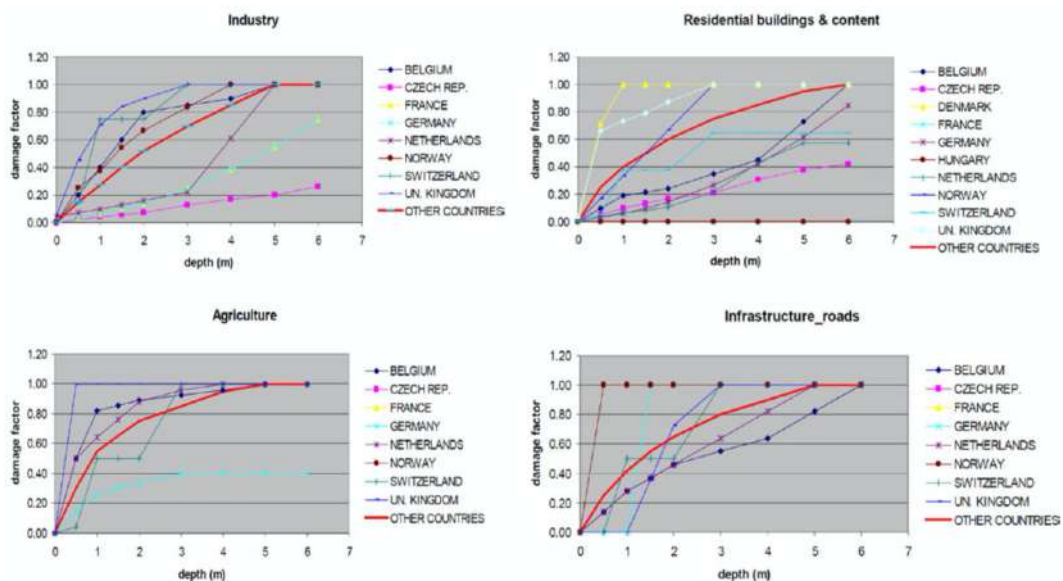 Industry
1.20
1.00
0.80
0.60
0.40
0.20
0.00
damage factor
0 1 2 3 4 5 6 7
depth (m)
BELGIUM
CZECH REP.
FRANCE
GERMANY
NETHERLANDS
NORWAY
SWITZERLAND
UN. KINGDOM
OTHER COUNTRIES
Residential buildings & content
1.20
1.00
0.80
0.60
0.40
0.20
0.00
damage factor
0 1 2 3 4 5 6 7
depth (m)
BELGIUM
CZECH REP.
DENMARK
FRANCE
GERMANY
HUNGARY
NETHERLANDS
NORWAY
SWITZERLAND
UN. KINGDOM
OTHER COUNTRIES
Agriculture
1.20
1.00
0.80
0.60
0.40
0.20
0.00
damage factor
0 1 2 3 4 5 6 7
depth (m)
BELGIUM
CZECH REP.
FRANCE
GERMANY
NETHERLANDS
NORWAY
SWITZERLAND
UN. KINGDOM
OTHER COUNTRIES
Infrastructure_roads
1.20
1.00
0.80
0.60
0.40
0.20
0.00
damage factor
0 1 2 3 4 5 6 7
depth (m)
BELGIUM
CZECH REP.
FRANCE
GERMANY
NETHERLANDS
NORWAY
SWITZERLAND
UN. KINGDOM
OTHER COUNTRIES